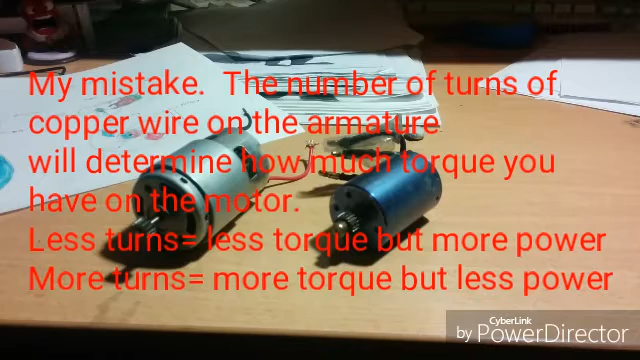 My mistake.  The number of turns of
copper wire on the armature
will determine how much torque you
have on the motor.
Less turns= less torque but more power
More turns= more torque but less power
CyberLink
by PowerDirector